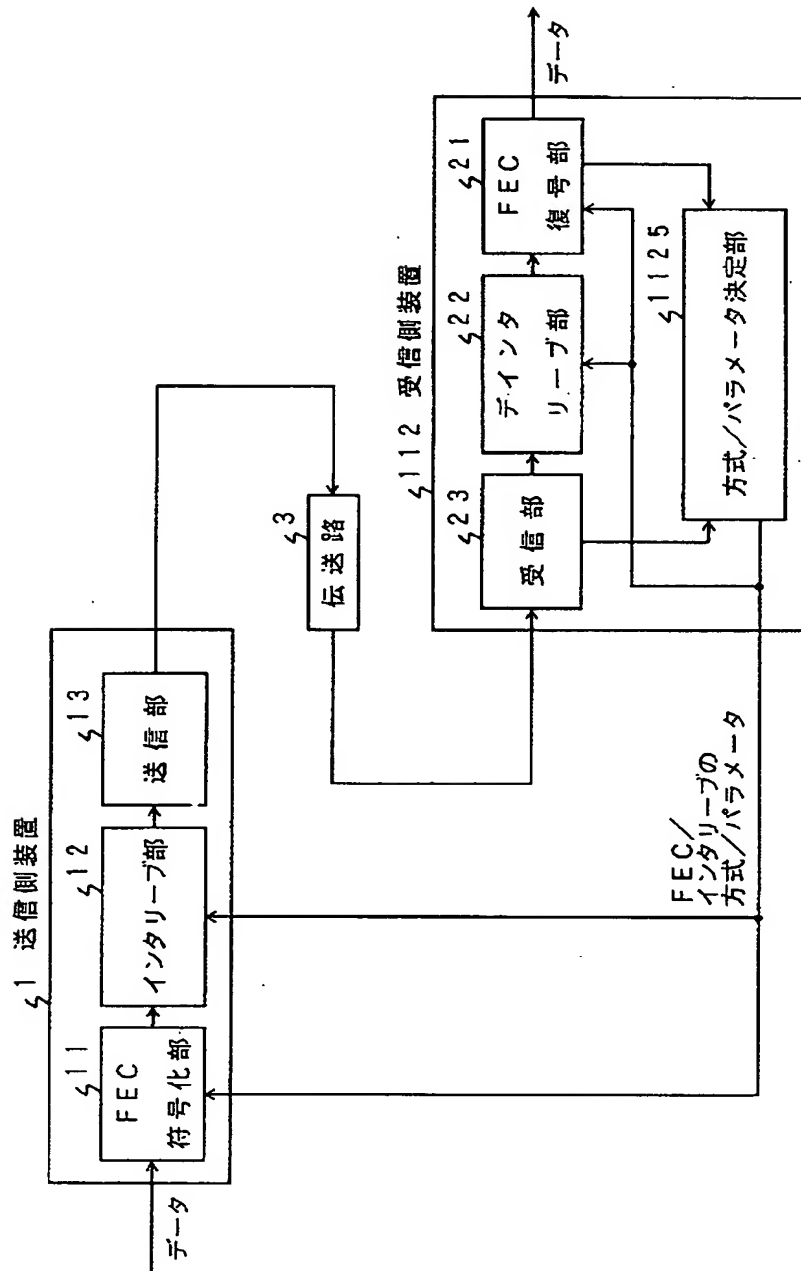 1 送信側装置
データ
11
FEC
符号化部
12
インタリーブ部
13
送信部
3
伝送路
112 受信側装置
23
受信部
22
デインタ
リーブ部
21
FEC
復号部
データ
1125
方式/パラメータ決定部
FEC/
インタリーブの
方式/パラメータ